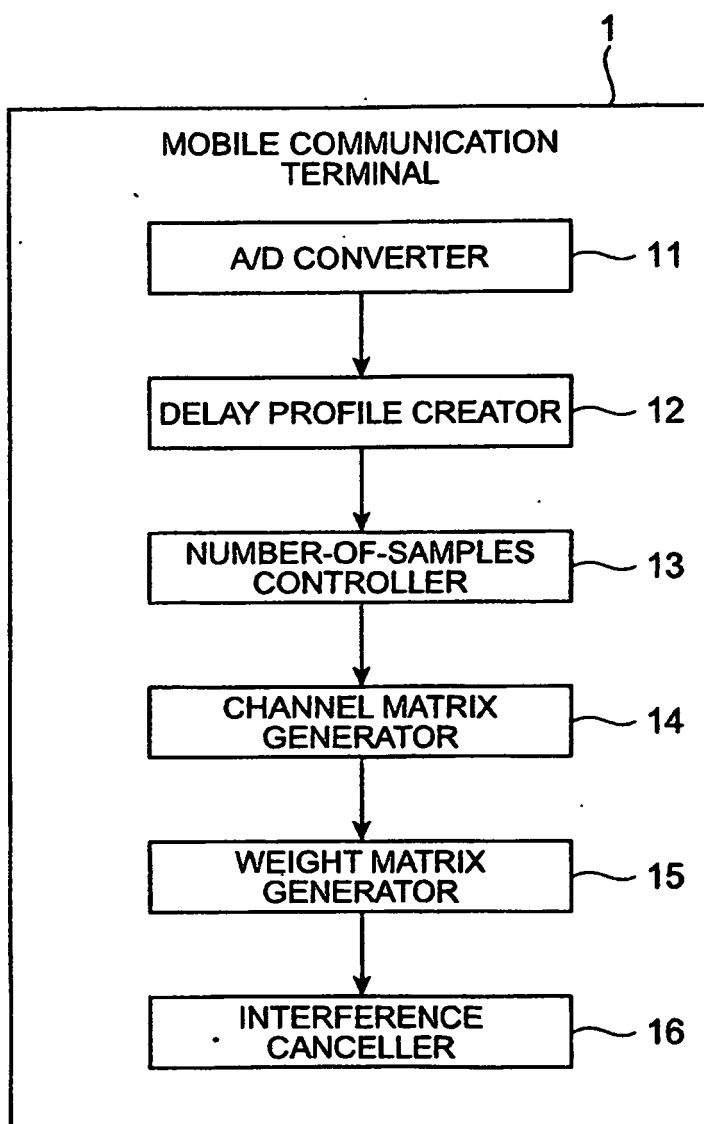 1
MOBILE COMMUNICATION
TERMINAL
A/D CONVERTER
11
DELAY PROFILE CREATOR
12
NUMBER-OF-SAMPLES
CONTROLLER
13
CHANNEL MATRIX
GENERATOR
14
WEIGHT MATRIX
GENERATOR
15
INTERFERENCE
CANCELLER
16